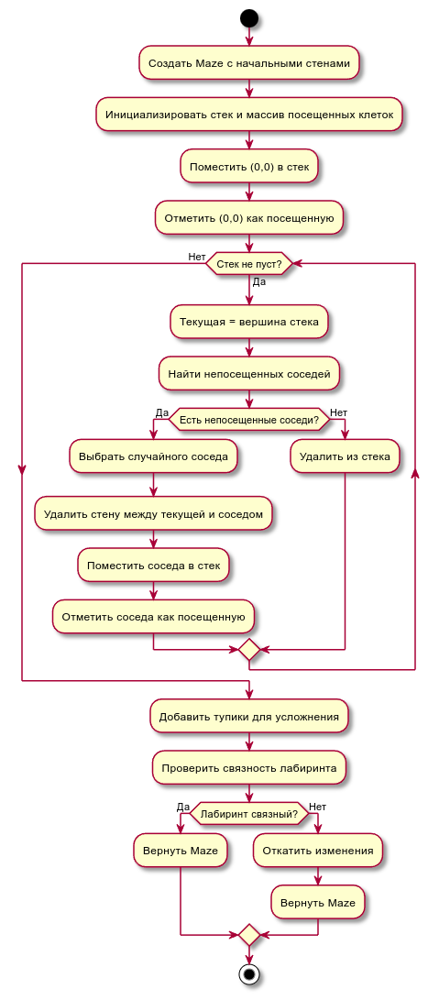 Создать Maze с начальными стенами
Инициализировать стек и массив посещенных клеток
Поместить (0,0) в стек
Отметить (0,0) как посещенную
Нет
Стек не пуст?
Да
Текущая = вершина стека
Найти непосещенных соседей
Да
Есть непосещенные соседи?
Нет
Выбрать случайного соседа
Удалить из стека
Удалить стену между текущей и соседом
Поместить соседа в стек
Отметить соседа как посещенную
Добавить тупики для усложнения
Проверить связность лабиринта
Да
Лабиринт связный?
Нет
Вернуть Maze
Откатить изменения
Вернуть Maze